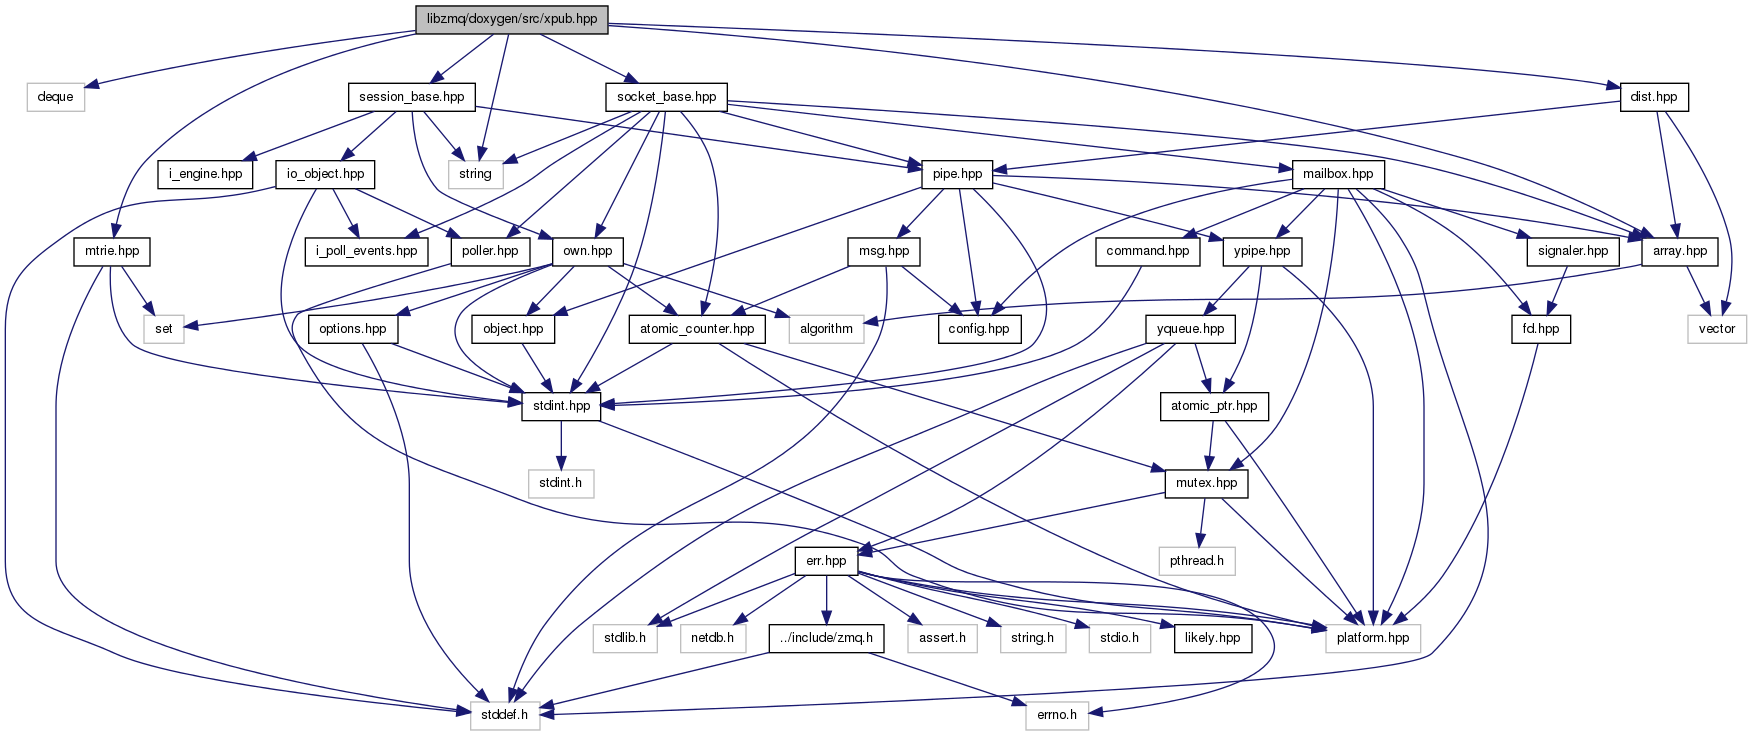 libzmq/doxygen/src/xpub.hpp
deque
session_base.hpp
socket_base.hpp
dist.hpp
i_engine.hpp
io_object.hpp
string
pipe.hpp
mailbox.hpp
mtrie.hpp
i_poll_events.hpp
poller.hpp
own.hpp
msg.hpp
command.hpp
ypipe.hpp
signaler.hpp
array.hpp
set
options.hpp
object.hpp
atomic_counter.hpp
algorithm
config.hpp
yqueue.hpp
fd.hpp
vector
stdint.hpp
atomic_ptr.hpp
stdint.h
mutex.hpp
err.hpp
pthread.h
stdlib.h
netdb.h
../include/zmq.h
assert.h
string.h
stdio.h
likely.hpp
platform.hpp
stddef.h
errno.h